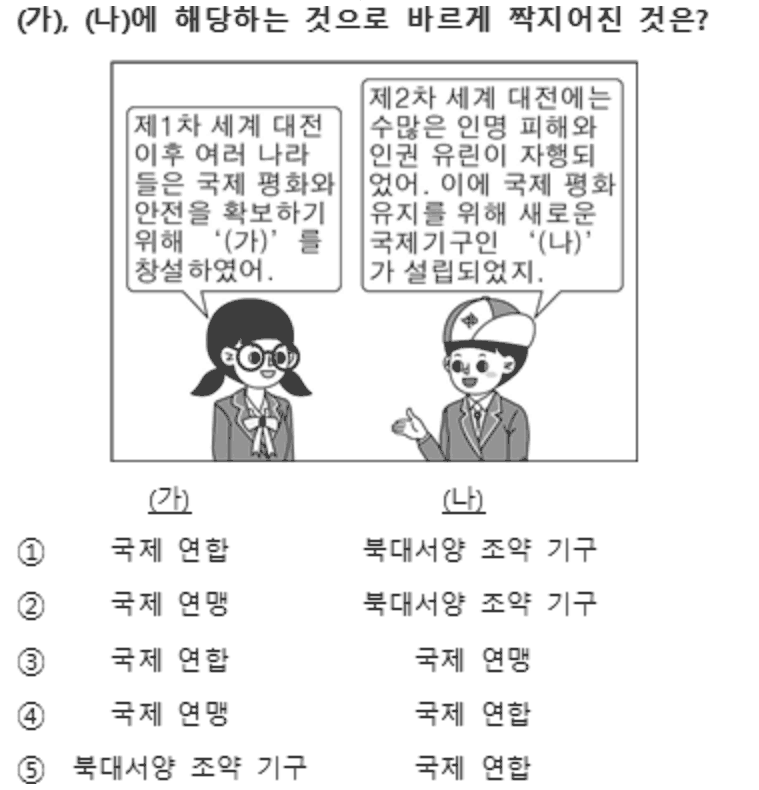 (가), (나)에 해당하는 것으로 바르게 짝지어진 것은?
제1차 세계 대전
이후 여러 나라
들은 국제 평화와
안전을 확보하기
위해 '(가)' 를
창설하였어.
제2차 세계 대전에는
수많은 인명 피해와
인권 유린이 자행되
었어. 이에 국제 평화
유지를 위해 새로운
국제기구인 '(나)'
가 설립되었지.
(가) (나)
① 국제 연합 북대서양 조약 기구
② 국제 연맹 북대서양 조약 기구
③ 국제 연합 국제 연맹
④ 국제 연맹 국제 연합
⑤ 북대서양 조약 기구 국제 연합